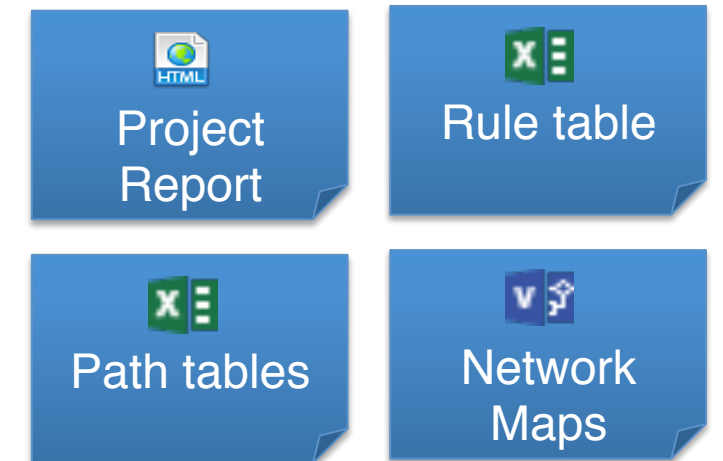 HTML
Project
Report
X
Rule table
X
Path tables
V
Network
Maps